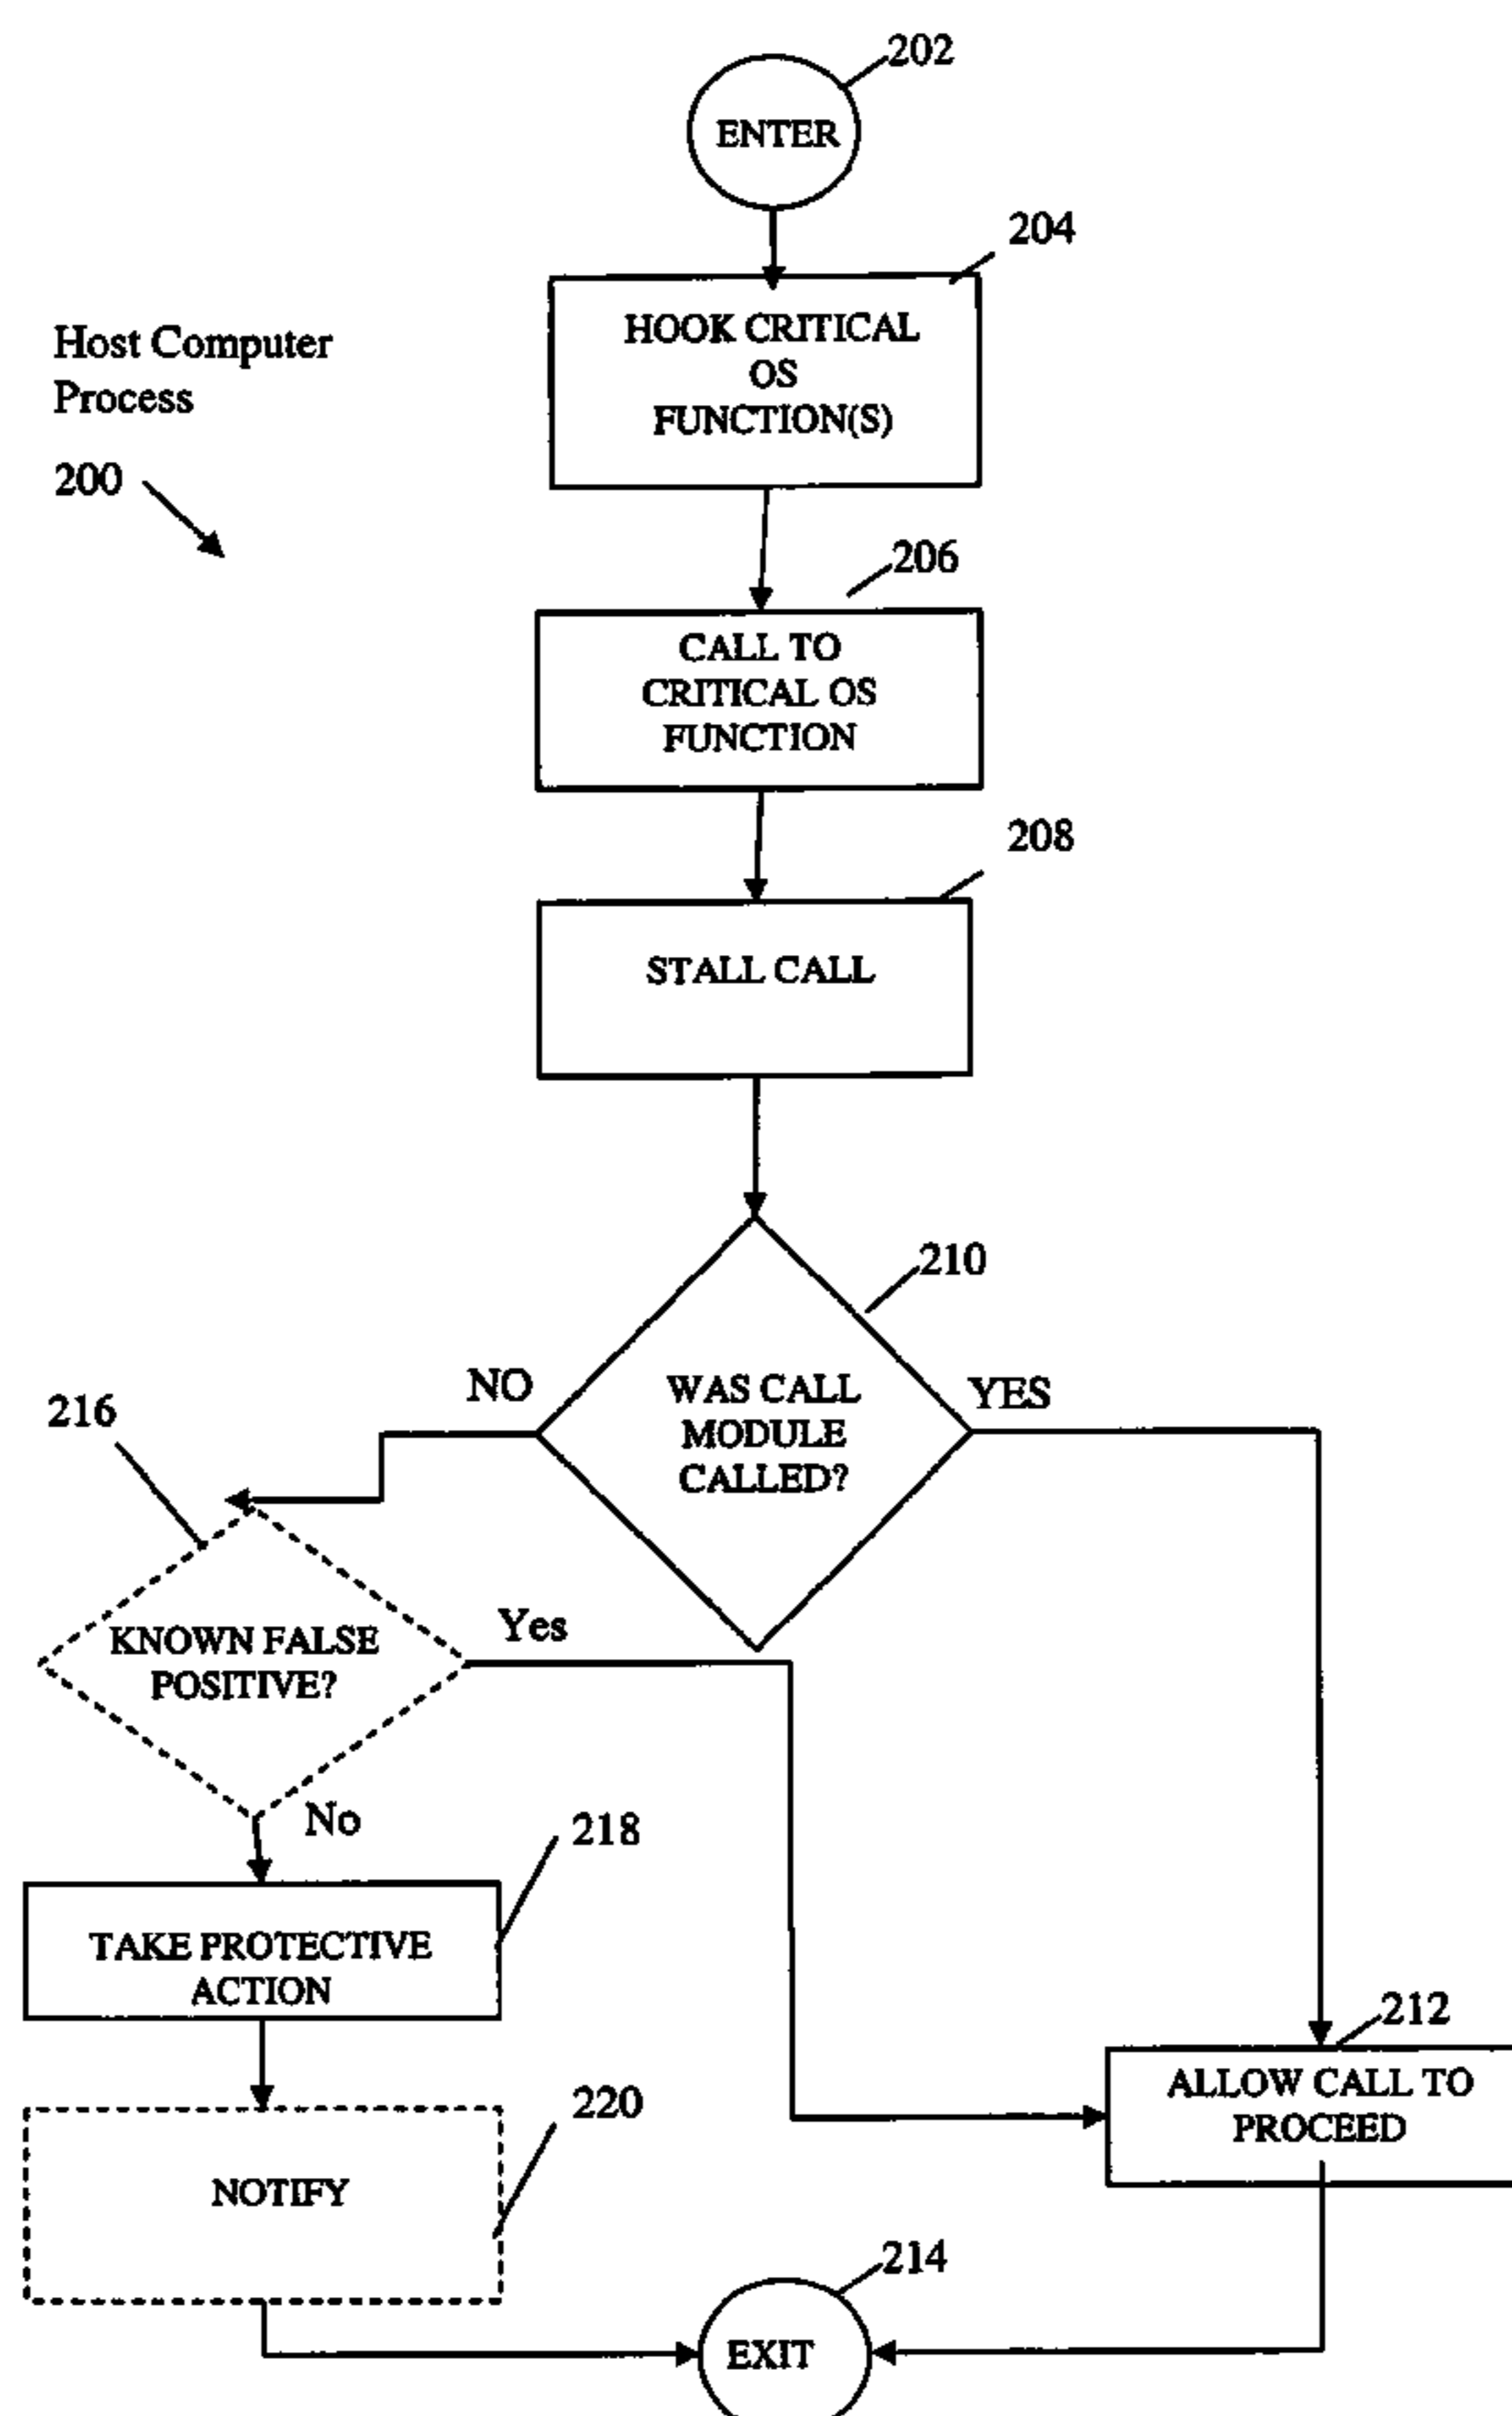 202
ENTER
204
HOOK CRITICAL
OS
FUNCTION(S)
Host Computer
Process
200
206
CALL TO
CRITICAL OS
FUNCTION
208
STALL CALL
210
WAS CALL
MODULE
CALLED?
NO
YES
216
KNOWN FALSE
POSITIVE?
Yes
No
218
TAKE PROTECTIVE
ACTION
212
ALLOW CALL TO
PROCEED
220
NOTIFY
214
EXIT